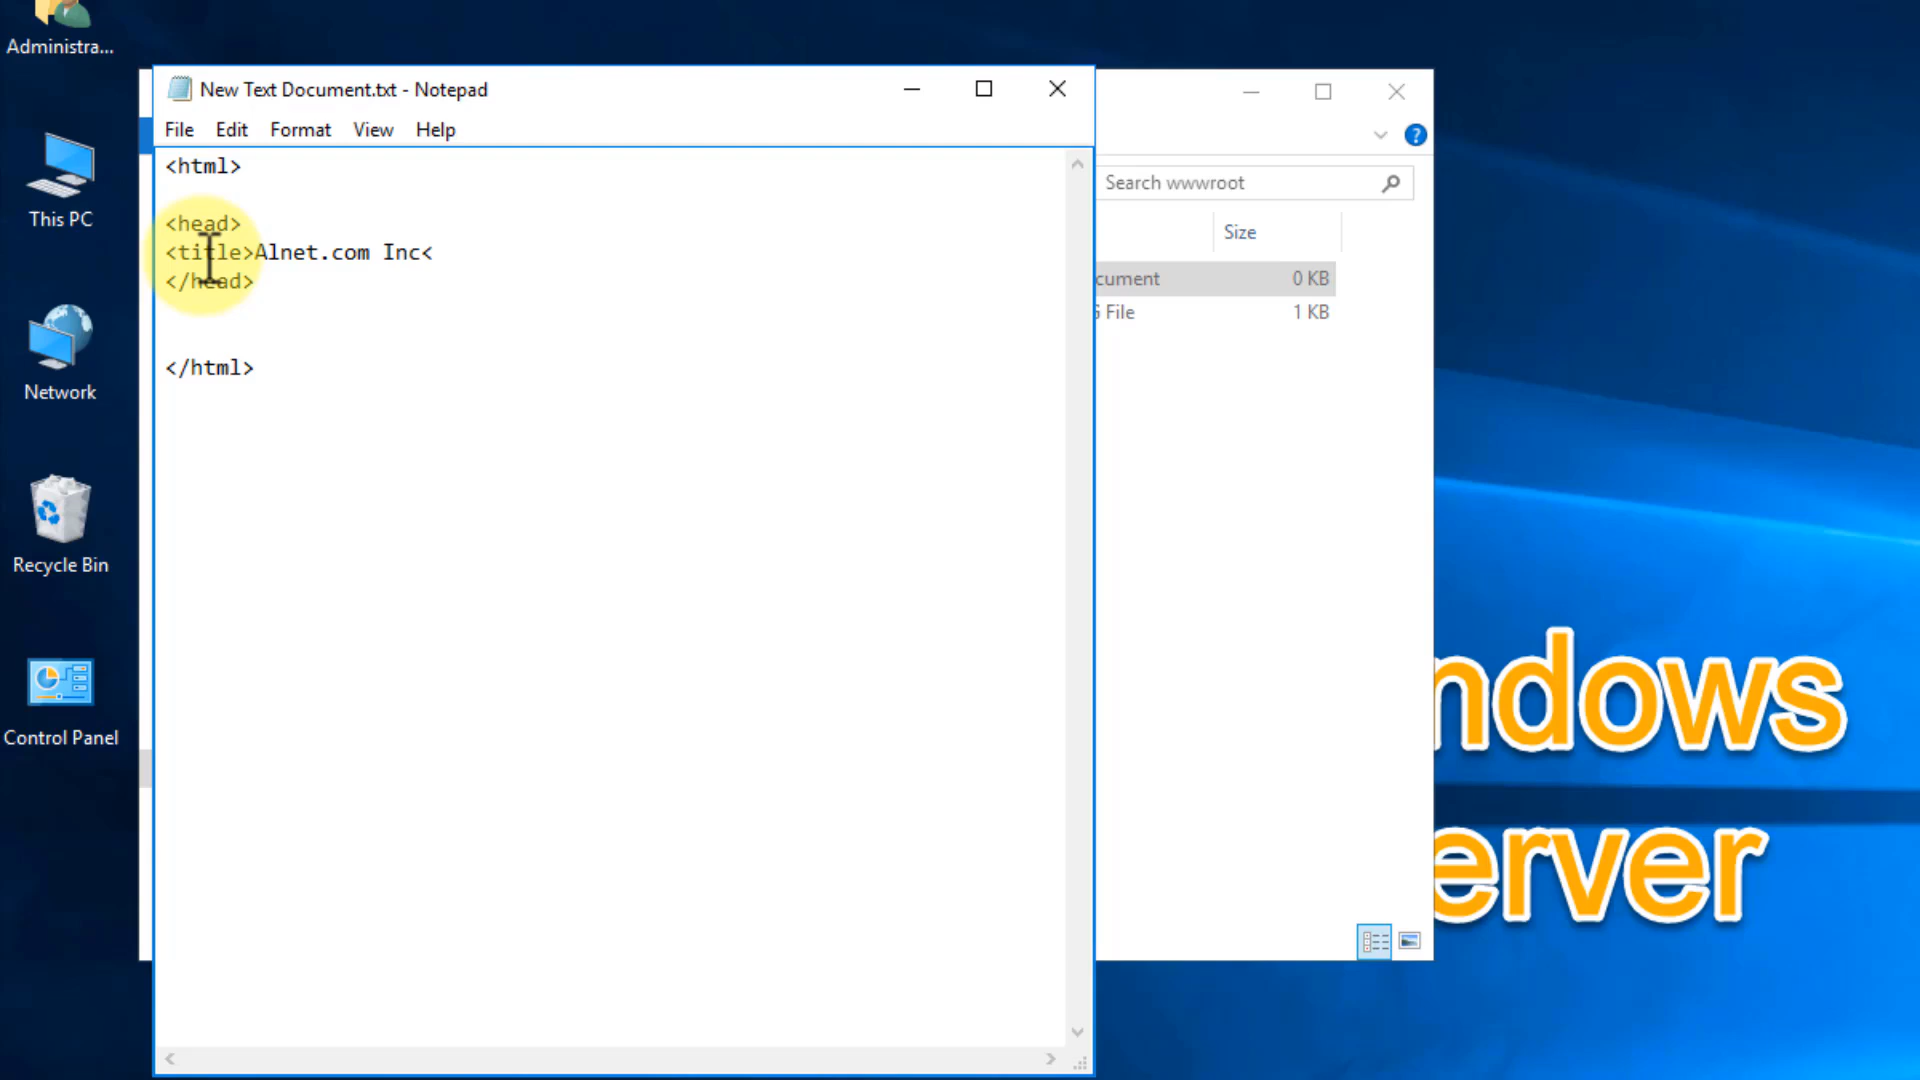 Administra...
New Text Document.txt - Notepad
File Edit Format View Help
<html>
<head>
<title>Alnet.com Inc<
</head>
</html>
Search wwwroot
Size
cument 0 KB
File 1 KB
This PC
Network
Recycle Bin
Control Panel
ndows
erver